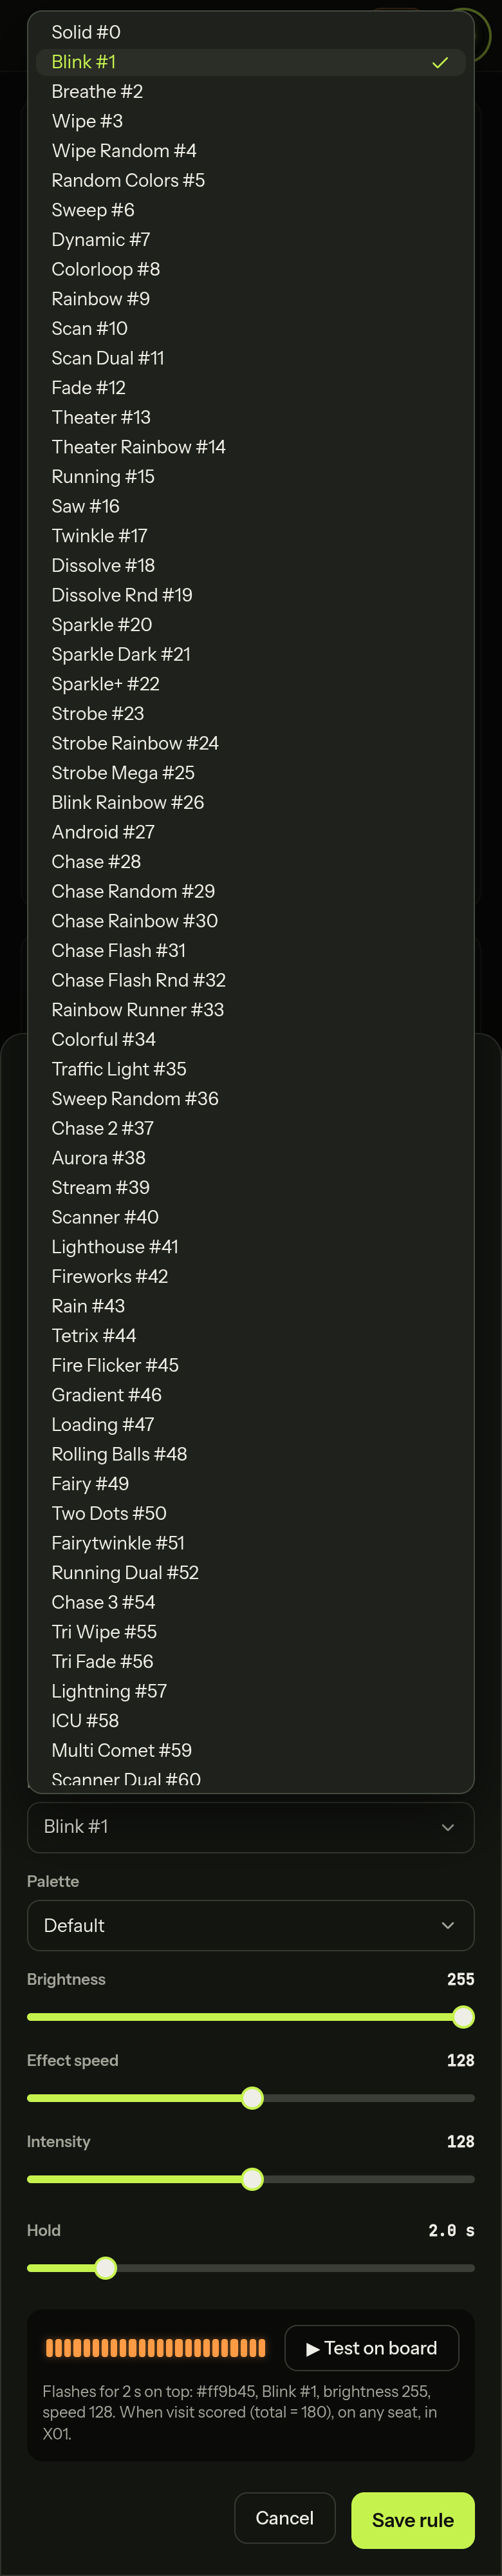 Solid #0
Blink #1
Breathe #2
Wipe #3
Wipe Random #4
Random Colors #5
Sweep #6
Dynamic #7
Colorloop #8
Rainbow #9
Scan #10
Scan Dual #11
Fade #12
Theater #13
Theater Rainbow #14
Running #15
Saw #16
Twinkle #17
Dissolve #18
Dissolve Rnd #19
Sparkle #20
Sparkle Dark #21
Sparkle+ #22
Strobe #23
Strobe Rainbow #24
Strobe Mega #25
Blink Rainbow #26
Android #27
Chase #28
Chase Random #29
Chase Rainbow #30
Chase Flash #31
Chase Flash Rnd #32
Rainbow Runner #33
Colorful #34
Traffic Light #35
Sweep Random #36
Chase 2 #37
Aurora #38
Stream #39
Scanner #40
Lighthouse #41
Fireworks #42
Rain #43
Tetrix #44
Fire Flicker #45
Gradient #46
Loading #47
Rolling Balls #48
Fairy #49
Two Dots #50
Fairytwinkle #51
Running Dual #52
Chase 3 #54
Tri Wipe #55
Tri Fade #56
Lightning #57
ICU #58
Multi Comet #59
Scanner Dual #60
Blink #1
Palette
Default
Brightness 255
Effect speed 128
Intensity 128
Hold 2.0 s
▶ Test on board
Flashes for 2 s on top: #ff9b45, Blink #1, brightness 255,
speed 128. When visit scored (total = 180), on any seat, in
X01.
Cancel Save rule